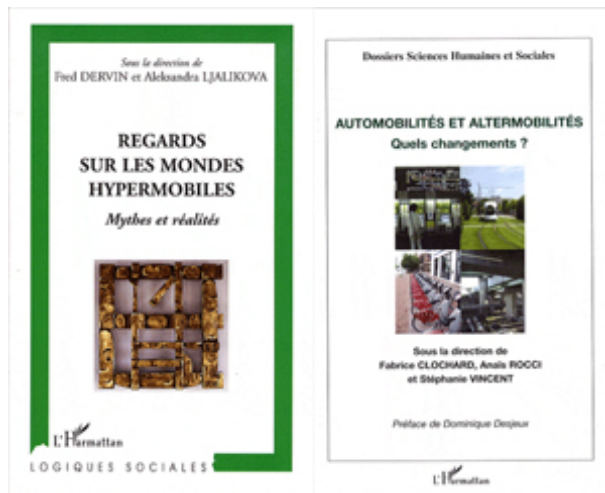 Sous la direction de
Fred DERVIN et Aleksandra LJALIKOVA
REGARDS
SUR LES MONDES
HYPERMOBILES
Mythes et réalités
L'Harmattan
LOGIQUES SOCIALES
Dossiers Sciences Humaines et Sociales
AUTOMOBILITÉS ET ALTERMOBILITÉS
Quels changements ?
Sous la direction de
Fabrice CLOCHARD, Anaïs ROCCI
et Stéphanie VINCENT
Préface de Dominique Desjeux
L'Harmattan